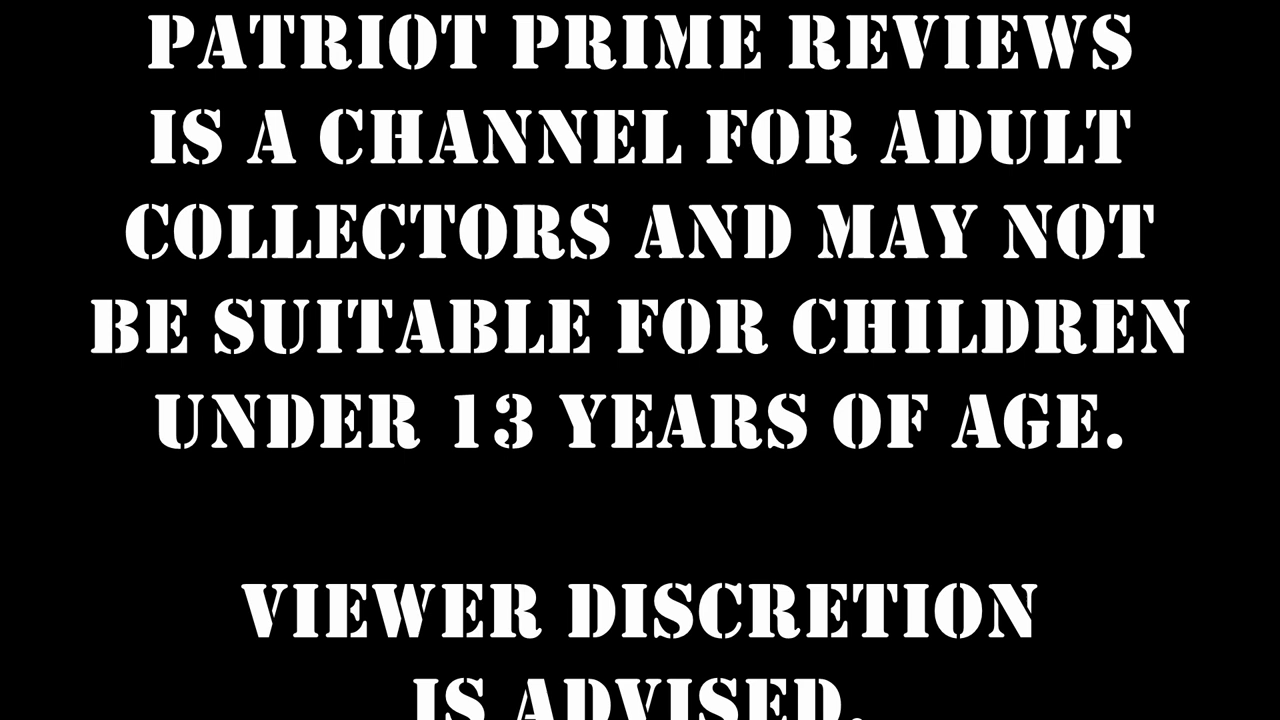 PATRIOT PRIME REVIEWS
IS A CHANNEL FOR ADULT
COLLECTORS AND MAY NOT
BE SUITABLE FOR CHILDREN
UNDER 13 YEARS OF AGE.
VIEWER DISCRETION
IS ADVISED.